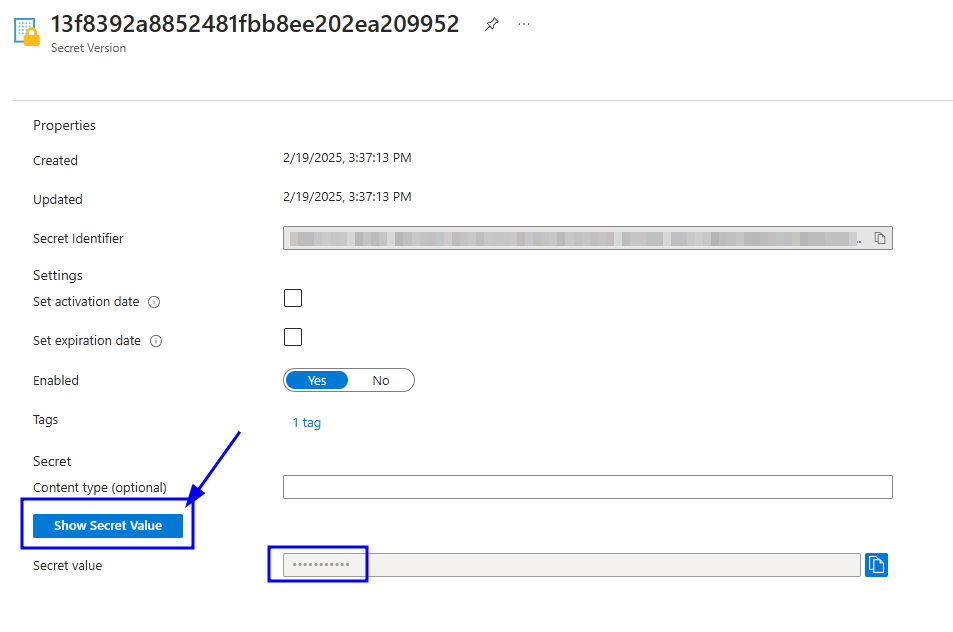 13f8392a8852481fbb8ee202ea209952
Secret Version
Properties
Created 2/19/2025, 3:37:13 PM
Updated 2/19/2025, 3:37:13 PM
Secret Identifier ..
Settings
Set activation date
Set expiration date
Enabled Yes No
Tags 1 tag
Secret
Content type (optional)
Show Secret Value
Secret value •••••••••••